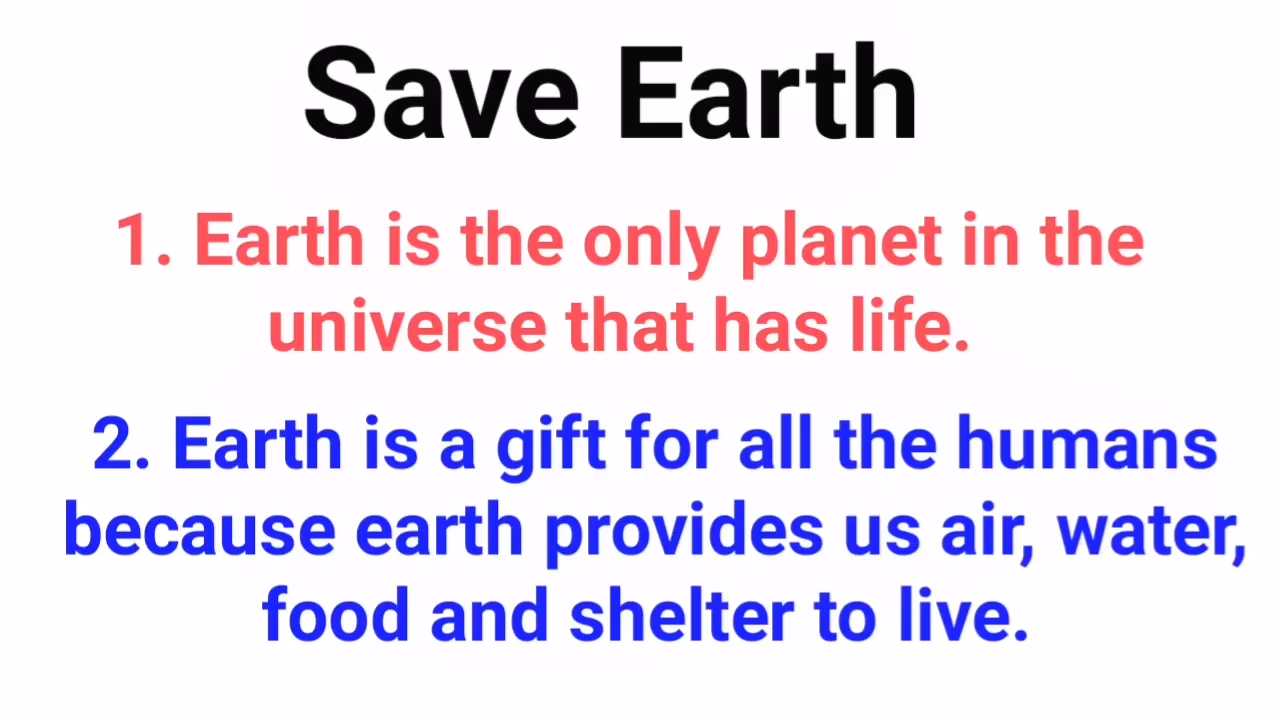 Save Earth
1. Earth is the only planet in the
universe that has life.
2. Earth is a gift for all the humans
because earth provides us air, water,
food and shelter to live.